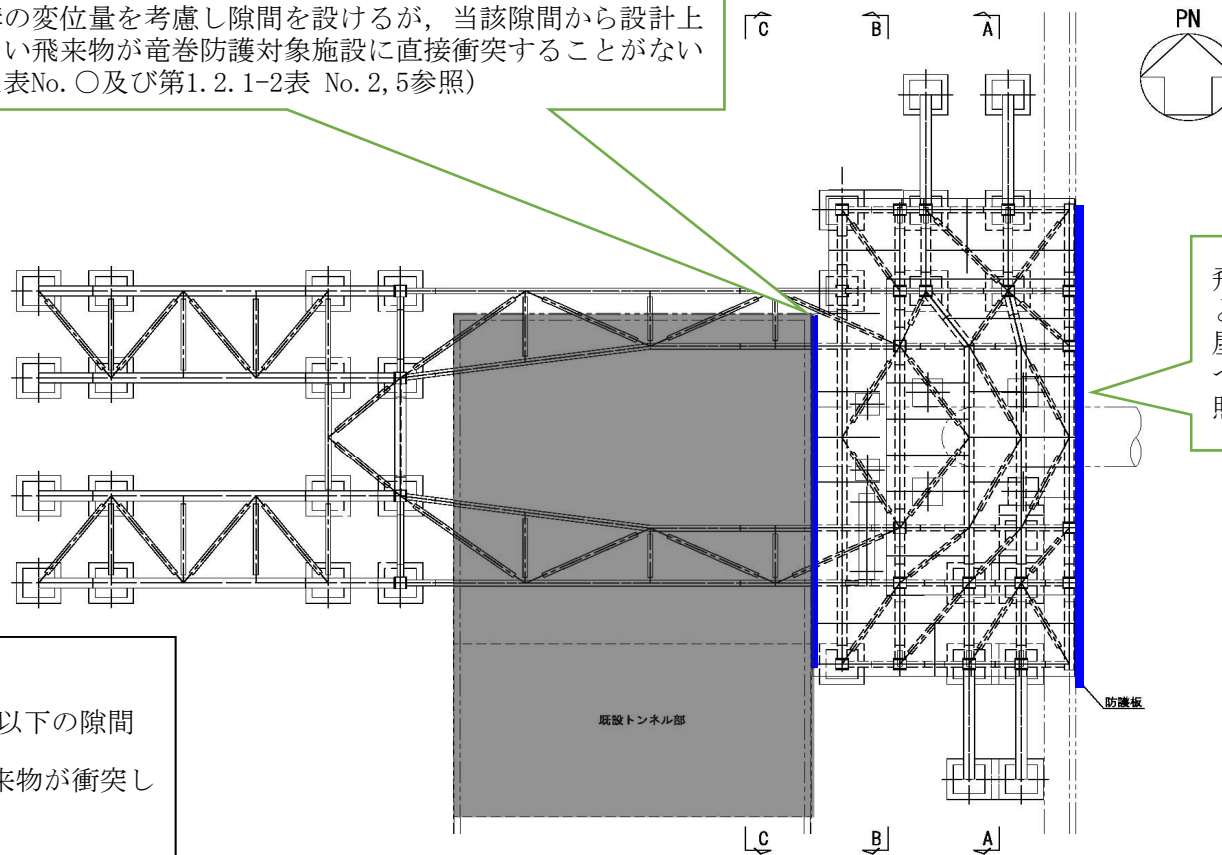 の変位量を考慮し隙間を設けるが，当該隙間から設計上
い飛来物が竜巻防護対象施設に直接衝突することがない
表No.○及び第1.2.1-2表 No.2,5参照）
C B A
PN
屋
照
防護板
既設トンネル部
以下の隙間
来物が衝突し
C B A